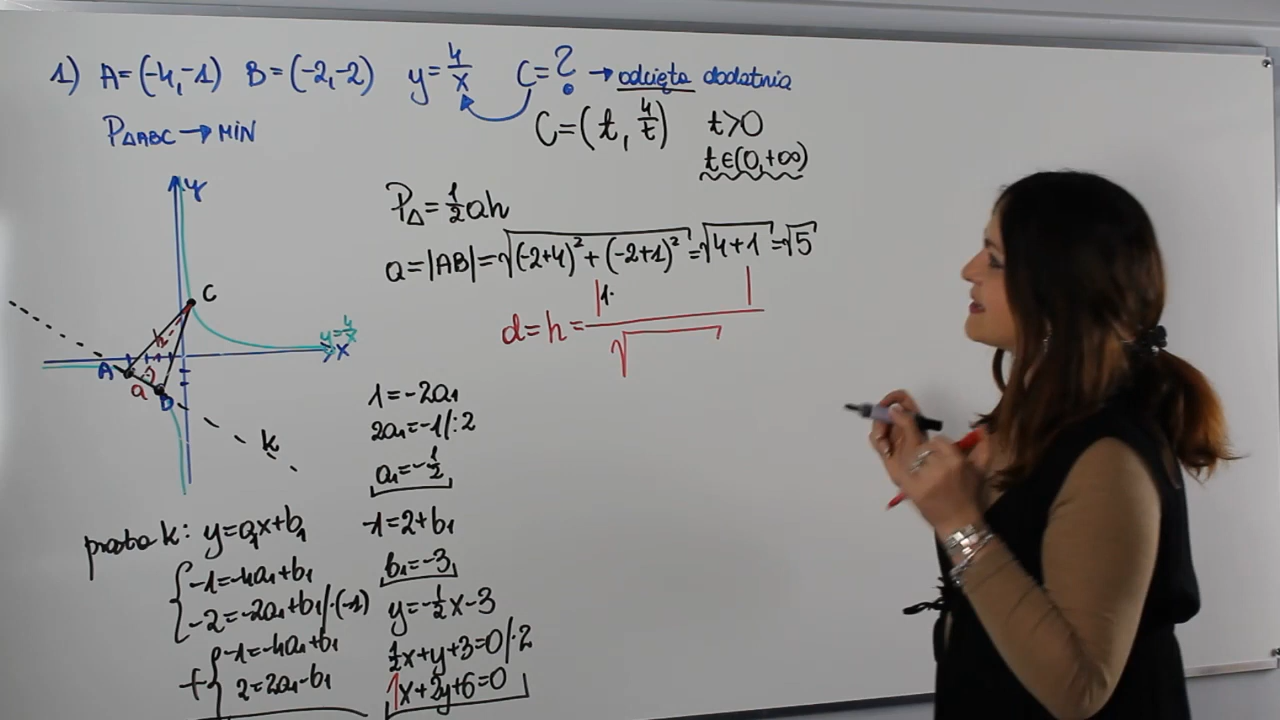 1) A=(-4,-1) B=(-2,-2) y=4/x C=? → odcięta dodatnia
P△ABC → MIN
C=(t, 4/t) t>0
t∈(0,+∞)
y
C
h
y=4/x
x
A
a
B
k
P△=1/2ah
a=|AB|=√(-2+4)²+(-2+1)²=√4+1=√5
d=h=|1· |/√
prosta k: y=a₁x+b₁
{-1=-4a₁+b₁
-2=-2a₁+b₁/·(-1)
+{-1=-4a₁+b₁
2=2a₁-b₁
1=-2a₁
2a₁=-1/:2
a₁=-1/2
-1=2+b₁
b₁=-3
y=-1/2x-3
1/2x+y+3=0/·2
1x+2y+6=0